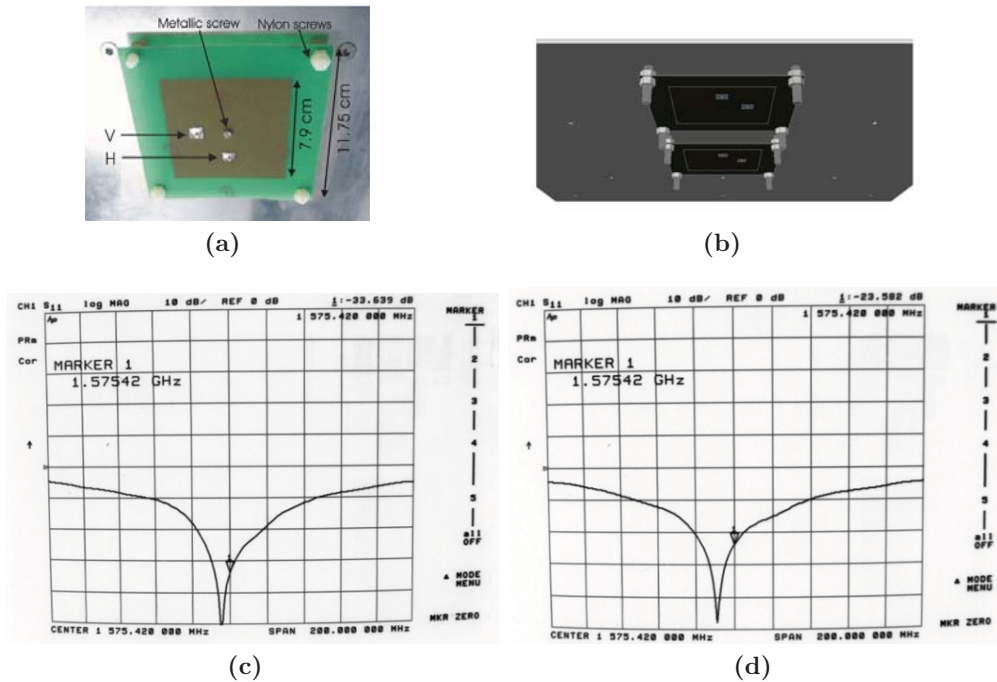 Metallic screw
Nylon screws
V
H
7.9 cm
11.75 cm
(a)
(b)
CH1 S11 log MAG 10 dB/ REF 0 dB 1:-33.639 dB
hp
1 575.420 000 MHz
MARKER
1
PRm
Cor
MARKER 1
1.57542 GHz
2
3
4
5
all
OFF
▲ MODE
MENU
MKR ZERO
CENTER 1 575.420 000 MHz SPAN 200.000 000 MHz
(c)
CH1 S11 log MAG 10 dB/ REF 0 dB 1:-23.582 dB
hp
1 575.420 000 MHz
MARKER
1
PRm
Cor
MARKER 1
1.57542 GHz
2
3
4
5
all
OFF
▲ MODE
MENU
MKR ZERO
CENTER 1 575.420 000 MHz SPAN 200.000 000 MHz
(d)